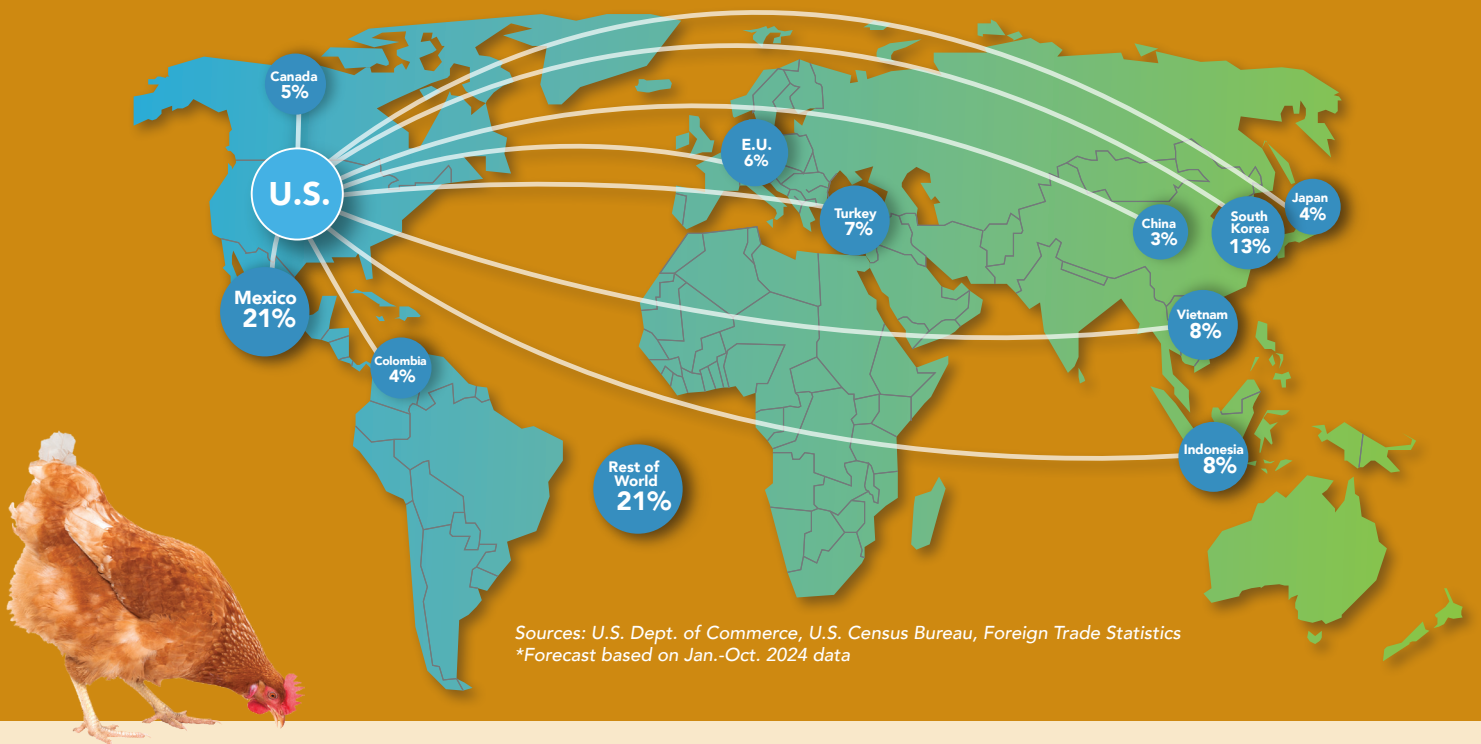 Canada
5%
U.S.
E.U.
6%
Turkey
7%
China
3%
South
Korea
13%
Japan
4%
Mexico
21%
Vietnam
8%
Colombia
4%
Indonesia
8%
Rest of
World
21%
Sources: U.S. Dept. of Commerce, U.S. Census Bureau, Foreign Trade Statistics
*Forecast based on Jan.-Oct. 2024 data